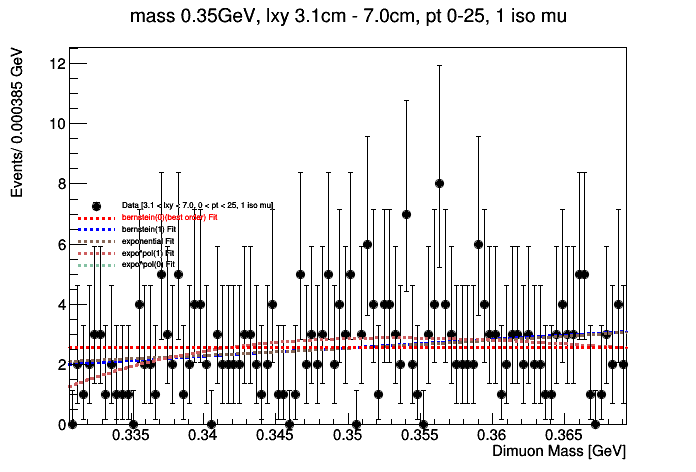 mass 0.35GeV, lxy 3.1cm - 7.0cm, pt 0-25, 1 iso mu
Events/ 0.000385 GeV
12
10
8
6
4
2
0
Data [3.1 < lxy < 7.0, 0 < pt < 25, 1 iso mu]
bernstein(0)(best order) Fit
bernstein(1) Fit
exponential Fit
expo*pol(1) Fit
expo*pol(0) Fit
0.335
0.34
0.345
0.35
0.355
0.36
0.365
Dimuon Mass [GeV]